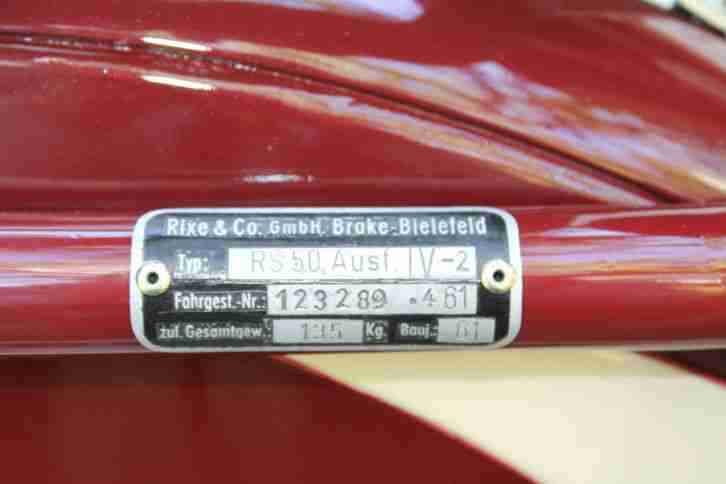 Rixe & Co. GmbH. Brake-Bielefeld
Typ: RS 50, Ausf. IV-2
Fahrgest.-Nr.: 123289 .461
zul. Gesamtgew.: 135 Kg. Bauj.: 61